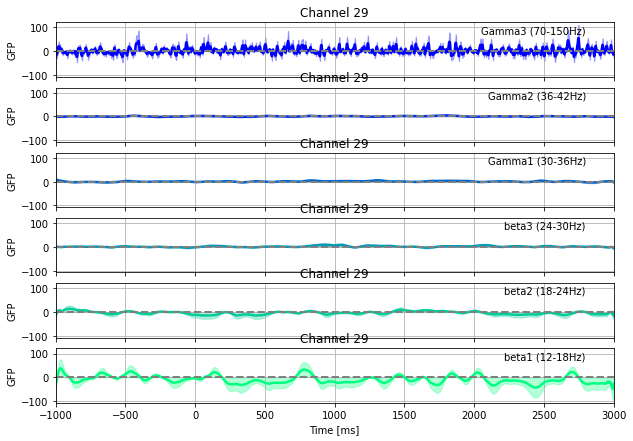 Channel 29
100
0
−100
GFP
Gamma3 (70-150Hz)
Channel 29
100
0
−100
GFP
Gamma2 (36-42Hz)
Channel 29
100
0
−100
GFP
Gamma1 (30-36Hz)
Channel 29
100
0
−100
GFP
beta3 (24-30Hz)
Channel 29
100
0
−100
GFP
beta2 (18-24Hz)
Channel 29
100
0
−100
GFP
beta1 (12-18Hz)
−1000 −500 0 500 1000 1500 2000 2500 3000
Time [ms]